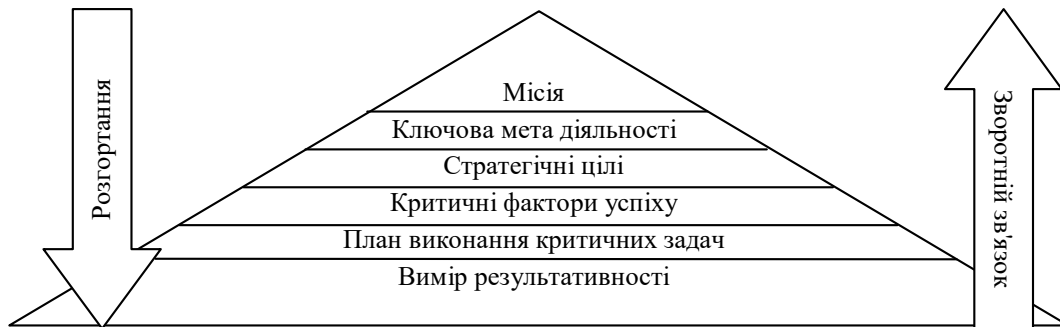 Розгортання
Місія
Ключова мета діяльності
Стратегічні цілі
Критичні фактори успіху
План виконання критичних задач
Вимір результативності
Зворотній зв'язок